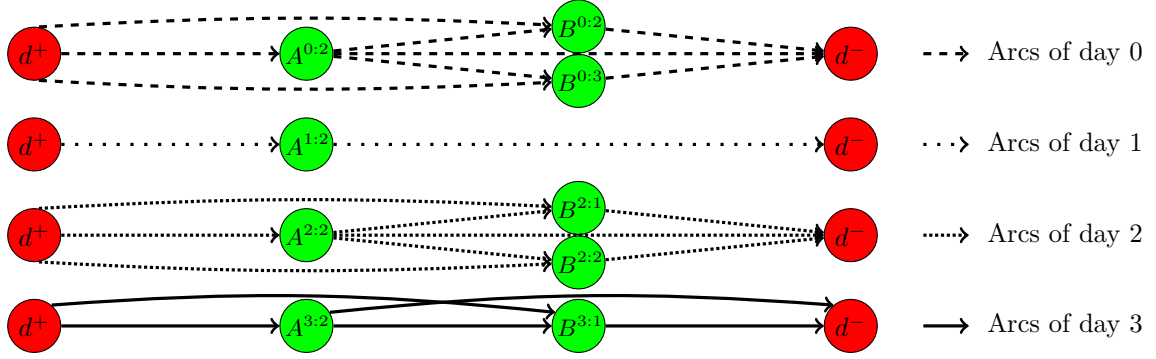 d⁺ A⁰:² B⁰:² B⁰:³ d⁻ Arcs of day 0
d⁺ A¹:² d⁻ Arcs of day 1
d⁺ A²:² B²:¹ B²:² d⁻ Arcs of day 2
d⁺ A³:² B³:¹ d⁻ Arcs of day 3